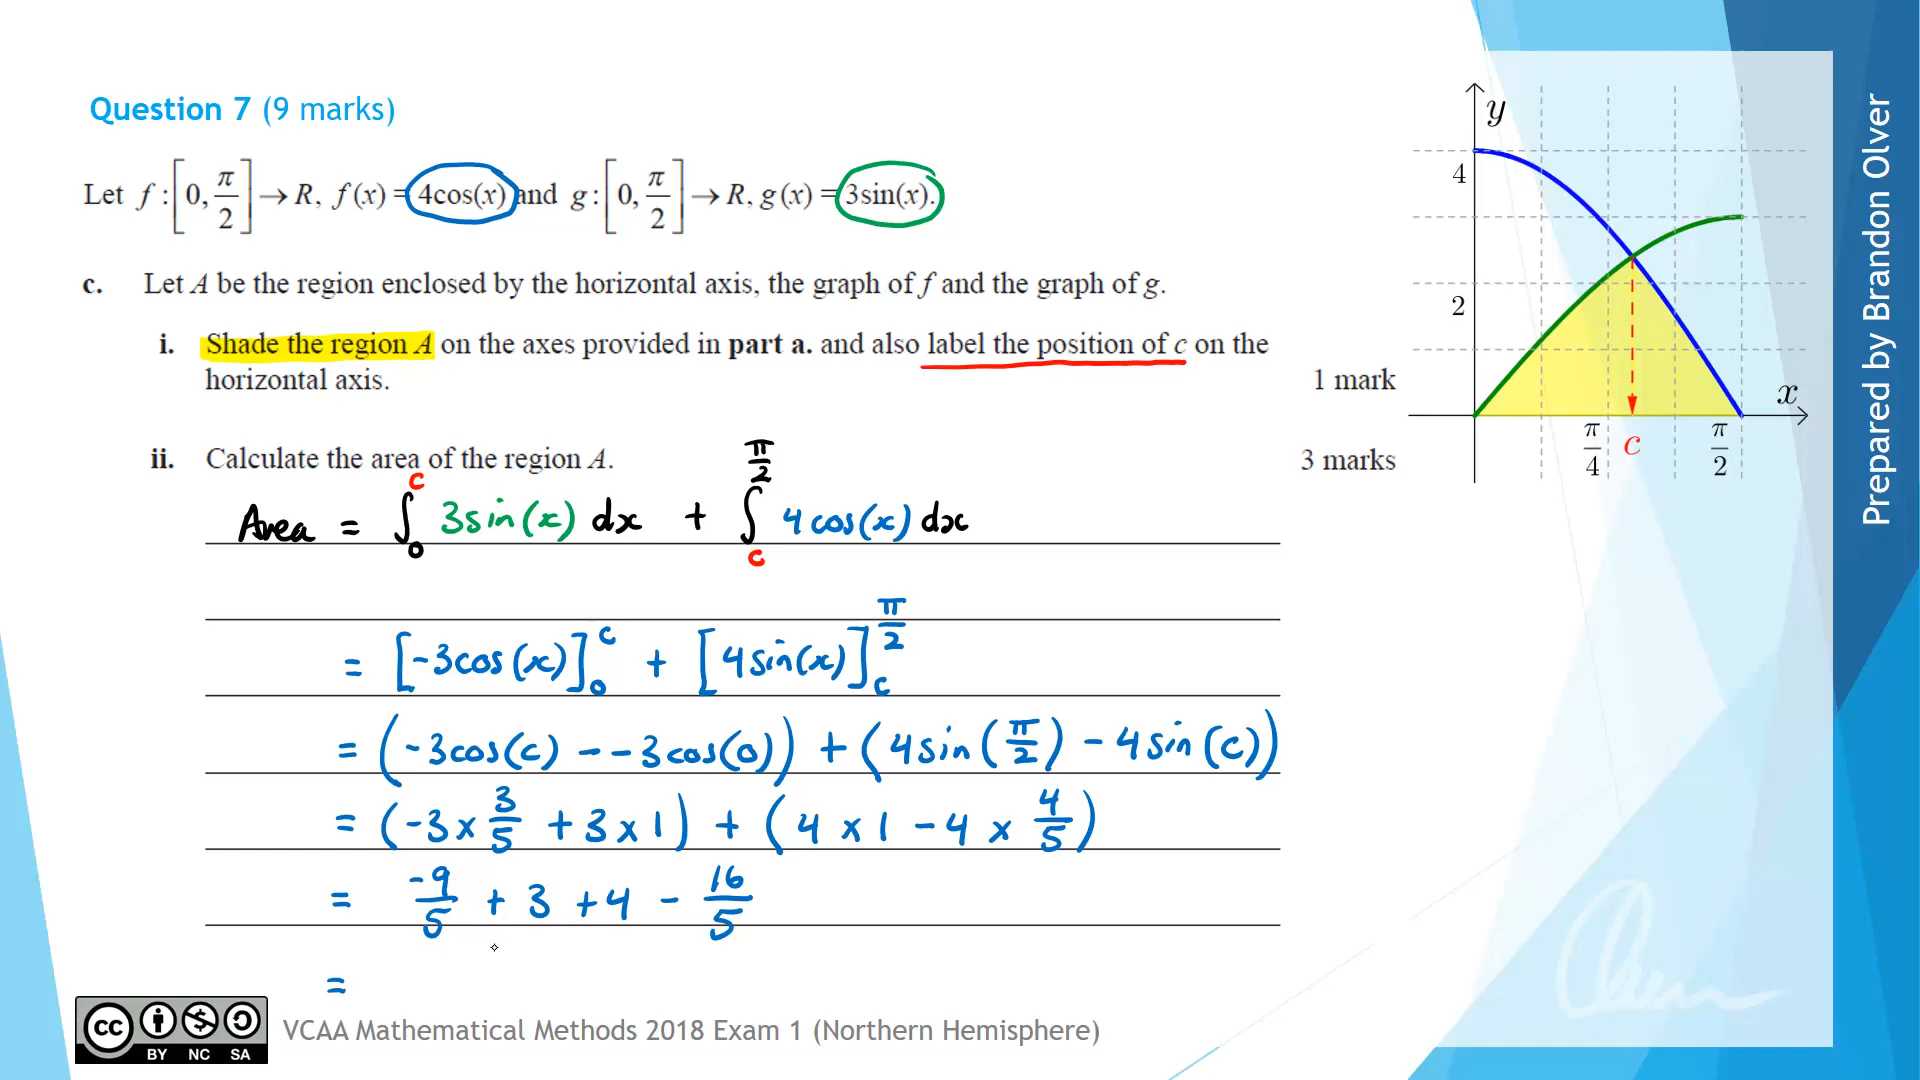 Question 7 (9 marks)
Let f : [0, π/2] → R, f(x) = 4cos(x) and g : [0, π/2] → R, g(x) = 3sin(x).
c. Let A be the region enclosed by the horizontal axis, the graph of f and the graph of g.
i. Shade the region A on the axes provided in part a. and also label the position of c on the
horizontal axis.
1 mark
ii. Calculate the area of the region A.
3 marks
Area = ∫₀ᶜ 3sin(x) dx + ∫_c^(π/2) 4cos(x) dx
= [-3cos(x)]₀ᶜ + [4sin(x)]_c^(π/2)
= (-3cos(c) - -3cos(0)) + (4sin(π/2) - 4sin(c))
= (-3 × 3/5 + 3 × 1) + (4 × 1 - 4 × 4/5)
= -9/5 + 3 + 4 - 16/5
=
y
4
2
x
π/4
c
π/2
Prepared by Brandon Olver
cc
BY NC SA
VCAA Mathematical Methods 2018 Exam 1 (Northern Hemisphere)